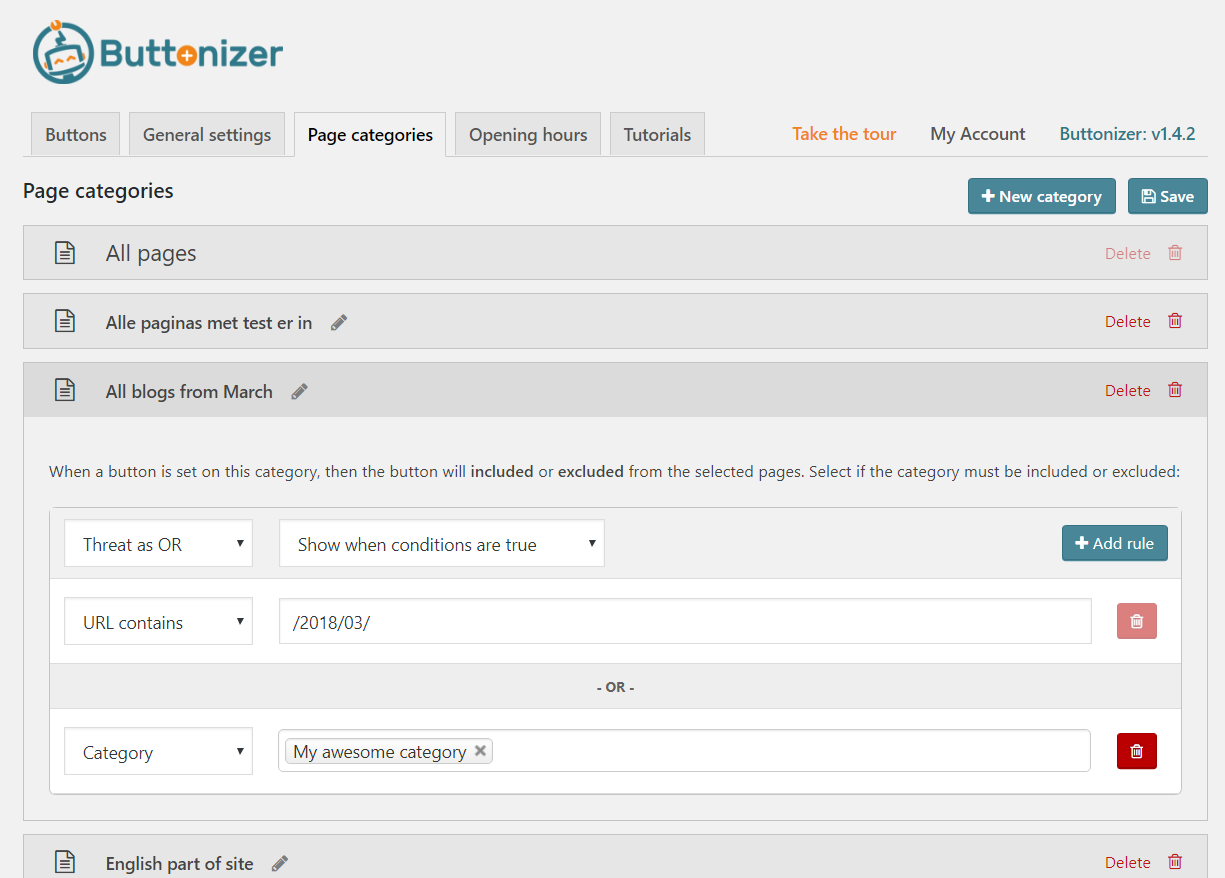 Buttonizer
Buttons General settings Page categories Opening hours Tutorials Take the tour My Account Buttonizer: v1.4.2
Page categories New category Save
All pages Delete
Alle paginas met test er in Delete
All blogs from March Delete
When a button is set on this category, then the button will included or excluded from the selected pages. Select if the category must be included or excluded:
Threat as OR Show when conditions are true Add rule
URL contains /2018/03/
- OR -
Category My awesome category
English part of site Delete